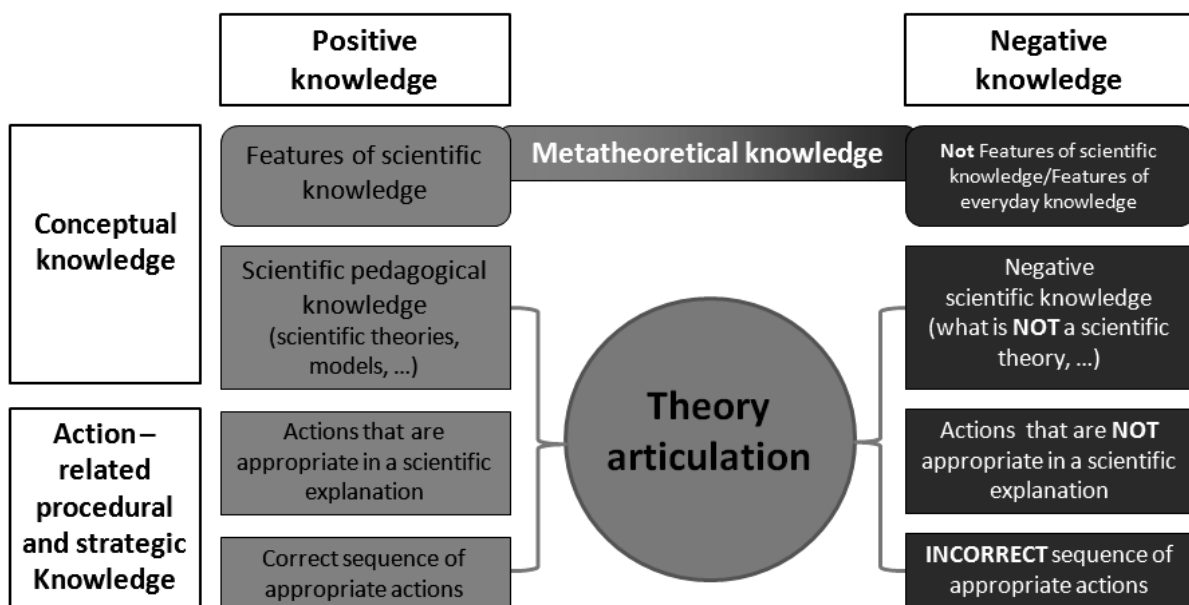 Positive
knowledge
Negative
knowledge
Conceptual
knowledge
Features of scientific
knowledge
Metatheoretical knowledge
Not Features of scientific
knowledge/Features of
everyday knowledge
Scientific pedagogical
knowledge
(scientific theories,
models, ...)
Negative
scientific knowledge
(what is NOT a scientific
theory, ...)
Theory
articulation
Action –
related
procedural
and strategic
Knowledge
Actions that are
appropriate in a scientific
explanation
Actions that are NOT
appropriate in a scientific
explanation
Correct sequence of
appropriate actions
INCORRECT sequence of
appropriate actions